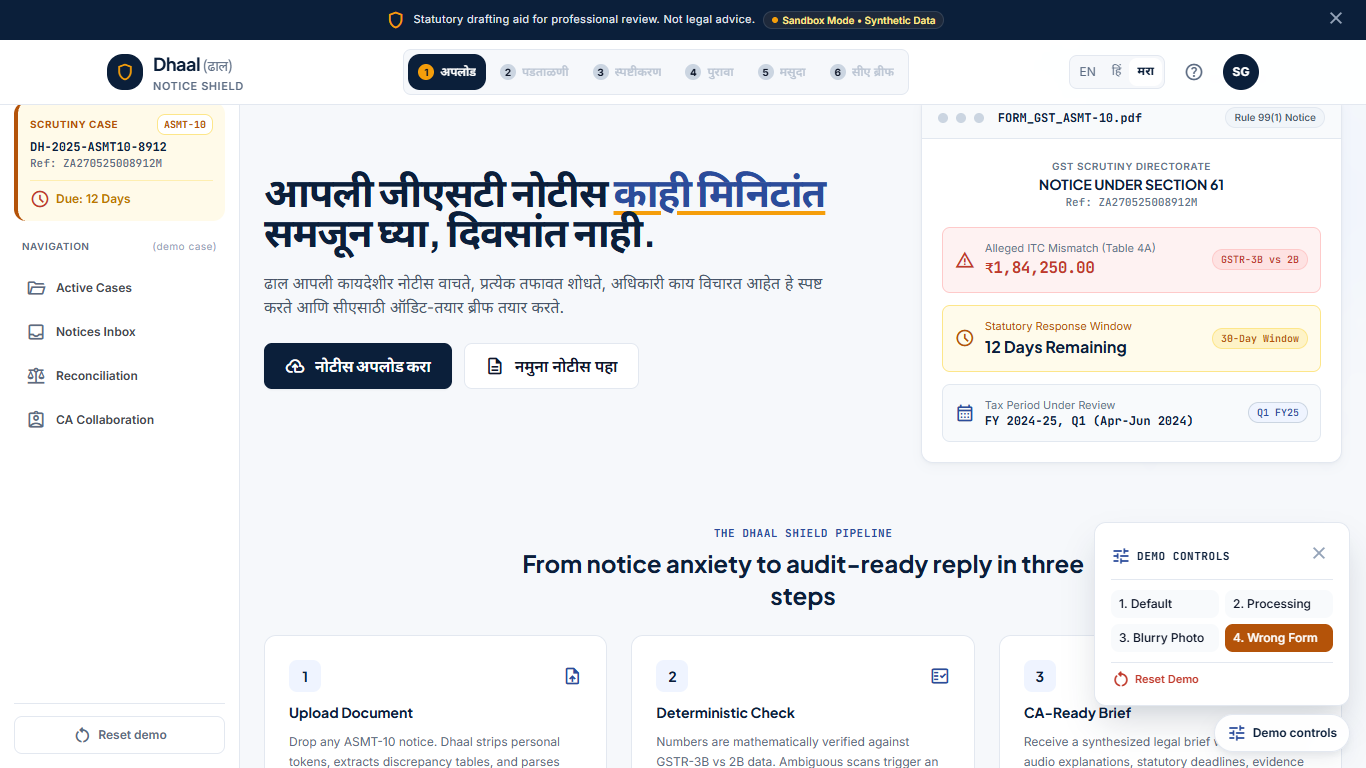 Statutory drafting aid for professional review. Not legal advice. Sandbox Mode • Synthetic Data
Dhaal (ढाल)
NOTICE SHIELD
1 अपलोड 2 पडताळणी 3 स्पष्टीकरण 4 पुरावा 5 मसुदा 6 सीए ब्रीफ
EN हिं मरा
SG
SCRUTINY CASE ASMT-10
DH-2025-ASMT10-8912
Ref: ZA270525008912M
Due: 12 Days
NAVIGATION (demo case)
Active Cases
Notices Inbox
Reconciliation
CA Collaboration
Reset demo
आपली जीएसटी नोटीस काही मिनिटांत
समजून घ्या, दिवसांत नाही.
ढाल आपली कायदेशीर नोटीस वाचते, प्रत्येक तफावत शोधते, अधिकारी काय विचारत आहेत हे स्पष्ट
करते आणि सीएसाठी ऑडिट-तयार ब्रीफ तयार करते.
नोटीस अपलोड करा
नमुना नोटीस पहा
FORM_GST_ASMT-10.pdf Rule 99(1) Notice
GST SCRUTINY DIRECTORATE
NOTICE UNDER SECTION 61
Ref: ZA270525008912M
Alleged ITC Mismatch (Table 4A)
₹1,84,250.00
GSTR-3B vs 2B
Statutory Response Window
12 Days Remaining
30-Day Window
Tax Period Under Review
FY 2024-25, Q1 (Apr-Jun 2024)
Q1 FY25
THE DHAAL SHIELD PIPELINE
From notice anxiety to audit-ready reply in three
steps
1
Upload Document
Drop any ASMT-10 notice. Dhaal strips personal
tokens, extracts discrepancy tables, and parses
2
Deterministic Check
Numbers are mathematically verified against
GSTR-3B vs 2B data. Ambiguous scans trigger an
3
CA-Ready Brief
Receive a synthesized legal brief
audio explanations, statutory deadlines, evidence
DEMO CONTROLS
1. Default 2. Processing
3. Blurry Photo 4. Wrong Form
Reset Demo
Demo controls